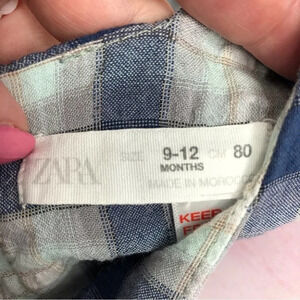 ZARA SIZE 9-12 CM 80
MONTHS
MADE IN MOROCCO
KEEP